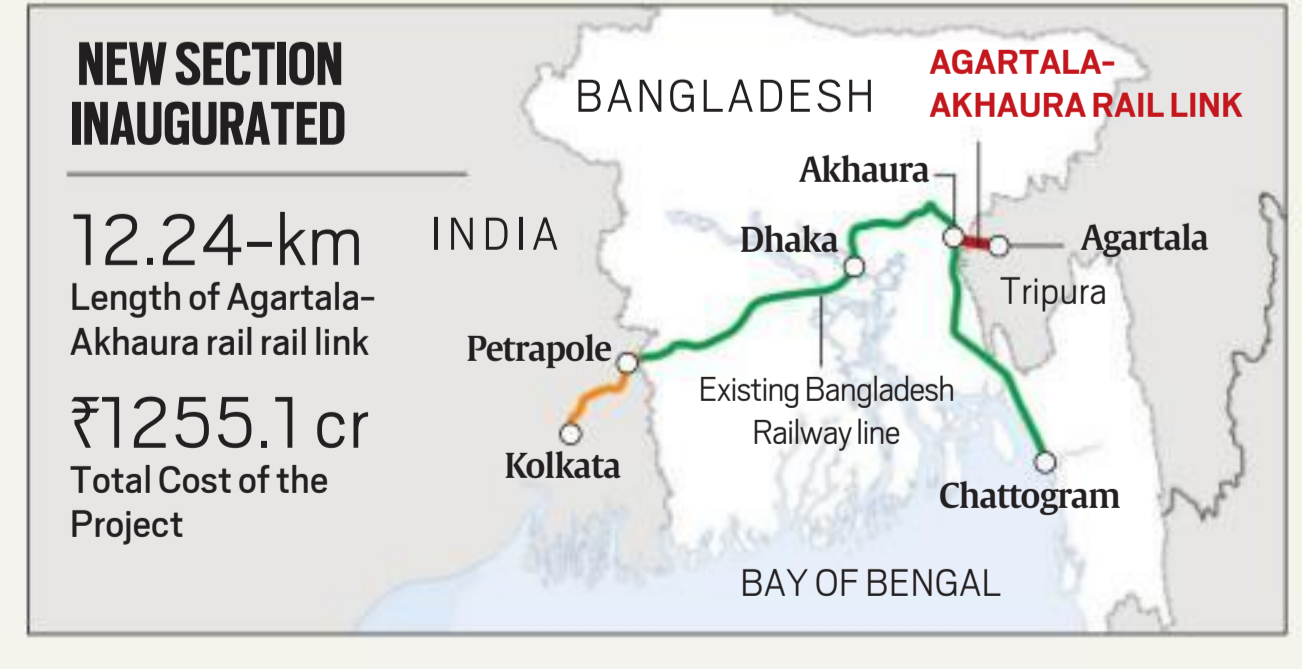 NEW SECTION
INAUGURATED
12.24-km
Length of Agartala-
Akhaura rail rail link
₹1255.1 cr
Total Cost of the
Project
INDIA
BANGLADESH
AGARTALA-
AKHAURA RAIL LINK
Akhaura
Dhaka
Agartala
Tripura
Petrapole
Existing Bangladesh
Railway line
Kolkata
Chattogram
BAY OF BENGAL